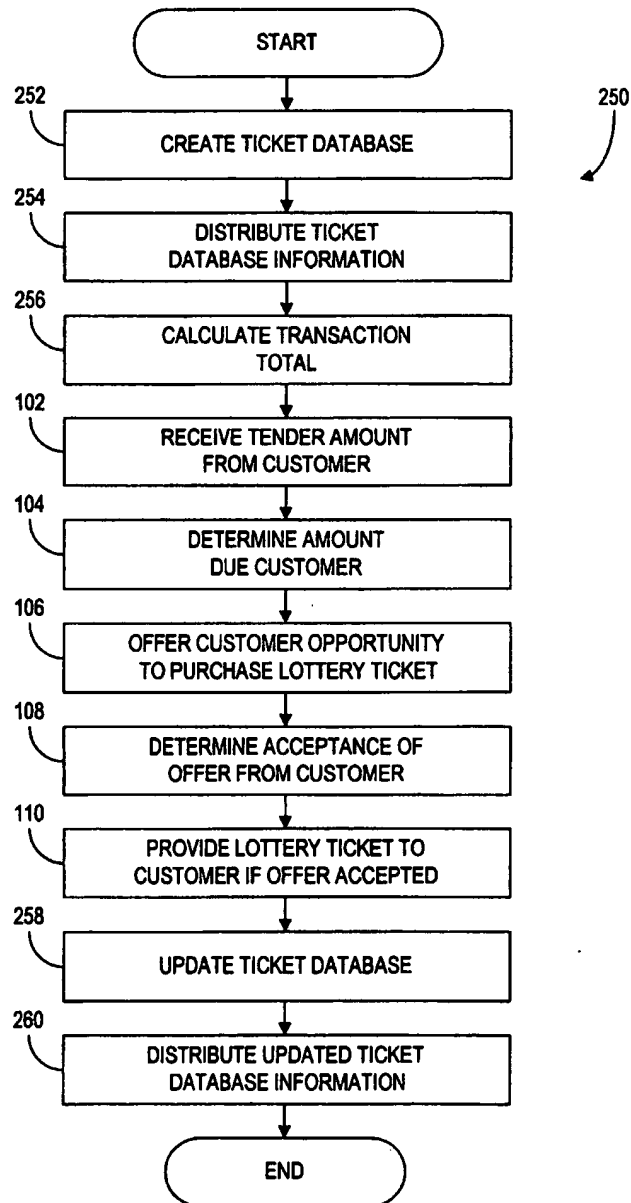 START
252
250
CREATE TICKET DATABASE
254
DISTRIBUTE TICKET
DATABASE INFORMATION
256
CALCULATE TRANSACTION
TOTAL
102
RECEIVE TENDER AMOUNT
FROM CUSTOMER
104
DETERMINE AMOUNT
DUE CUSTOMER
106
OFFER CUSTOMER OPPORTUNITY
TO PURCHASE LOTTERY TICKET
108
DETERMINE ACCEPTANCE OF
OFFER FROM CUSTOMER
110
PROVIDE LOTTERY TICKET TO
CUSTOMER IF OFFER ACCEPTED
258
UPDATE TICKET DATABASE
260
DISTRIBUTE UPDATED TICKET
DATABASE INFORMATION
END